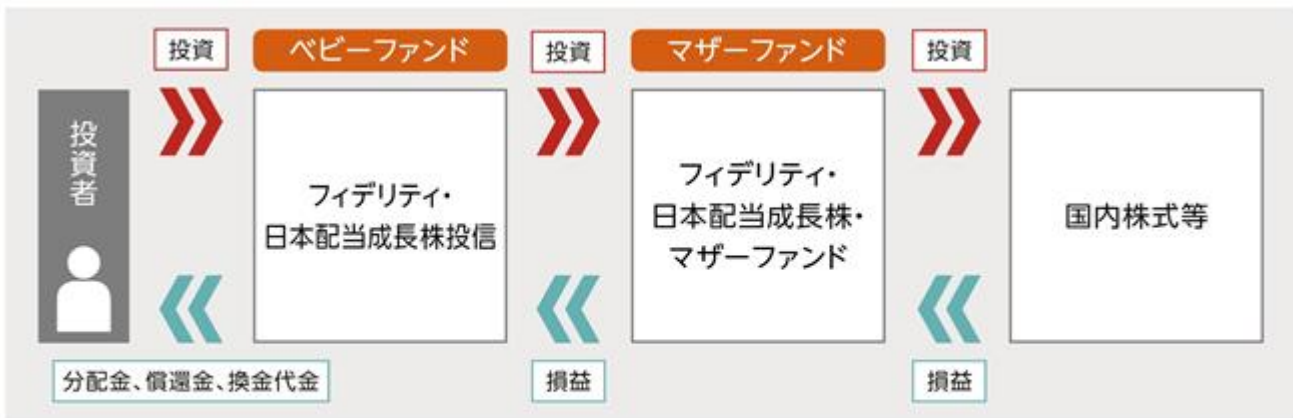 投資
ベビーファンド
投資
マザーファンド
投資
投資者
フィデリティ・
日本配当成長株投信
フィデリティ・
日本配当成長株・
マザーファンド
国内株式等
分配金、償還金、換金代金
損益
損益